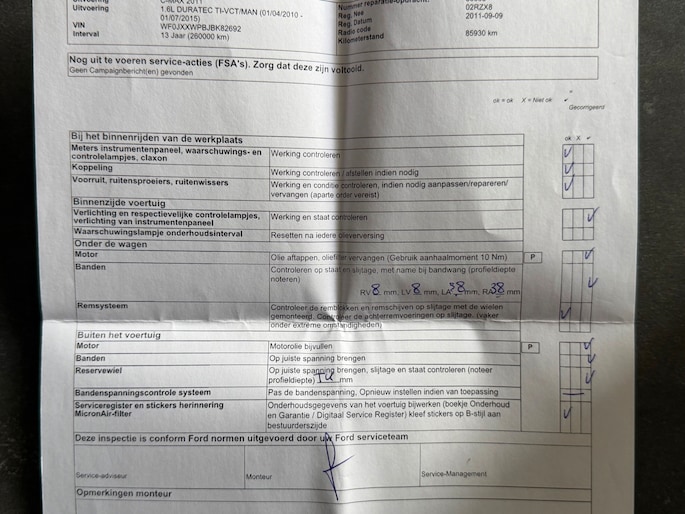 C-MAX 2011
Uitvoering 1.6L DURATEC TI-VCT/MAN (01/04/2010 - 01/07/2015)
VIN WF0JXXWPBJBK82692
Interval 13 Jaar (260000 km)
02RZX8
Reg. Nee
Reg. Datum 2011-09-09
Radio code
Kilometerstand 85930 km
Nog uit te voeren service-acties (FSA's). Zorg dat deze zijn voltooid.
Geen Campagnebericht(en) gevonden
ok = ok X = Niet ok ✓
Gecorrigeerd
ok X ✓
Bij het binnenrijden van de werkplaats
Meters instrumentenpaneel, waarschuwings- en controlelampjes, claxon Werking controleren ✓
Koppeling Werking controleren / afstellen indien nodig ✓
Voorruit, ruitensproeiers, ruitenwissers Werking en conditie controleren, indien nodig aanpassen/repareren/
vervangen (aparte order vereist) ✓
Binnenzijde voertuig
Verlichting en respectievelijke controlelampjes, Werking en staat controleren ✓
verlichting van instrumentenpaneel
Waarschuwingslampje onderhoudsinterval Resetten na iedere olieverversing
Onder de wagen
Motor Olie aftappen, oliefilter vervangen (Gebruik aanhaalmoment 10 Nm) P ✓
Banden Controleren op staat en slijtage, met name bij bandwang (profieldiepte
noteren) ✓
RV 8 mm, LV 8 mm, mm, mm
Remsysteem Controleer de remblokken en remschijven op slijtage met de wielen
gemonteerd. Controleer de achterremvoeringen op slijtage. (vaker
onder extreme omstandigheden) ✓
Buiten het voertuig
Motor Motorolie bijvullen P ✓
Banden Op juiste spanning brengen ✓
Reservewiel Op juiste spanning brengen, slijtage en staat controleren (noteer
profieldiepte) mm ✓
Bandenspanningscontrole systeem Pas de bandenspanning. Opnieuw instellen indien van toepassing
Serviceregister en stickers herinnering Onderhoudsgegevens van het voertuig bijwerken (boekje Onderhoud
MicronAir-filter en Garantie / Digitaal Service Register) kleef stickers op B-stijl aan
bestuurderszijde ✓
Deze inspectie is conform Ford normen uitgevoerd door uw Ford serviceteam
Service-adviseur Monteur Service-Management
Opmerkingen monteur